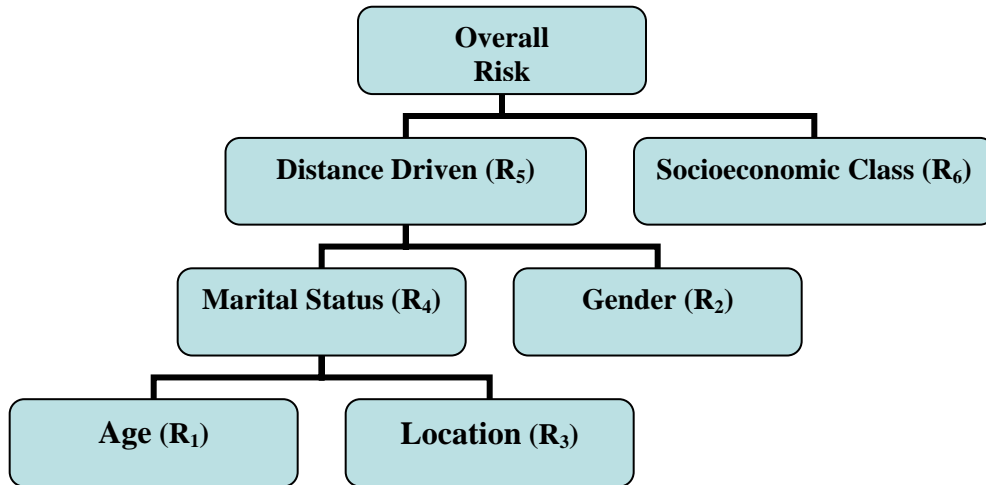 Overall
Risk
Distance Driven (R₅)
Socioeconomic Class (R₆)
Marital Status (R₄)
Gender (R₂)
Age (R₁)
Location (R₃)